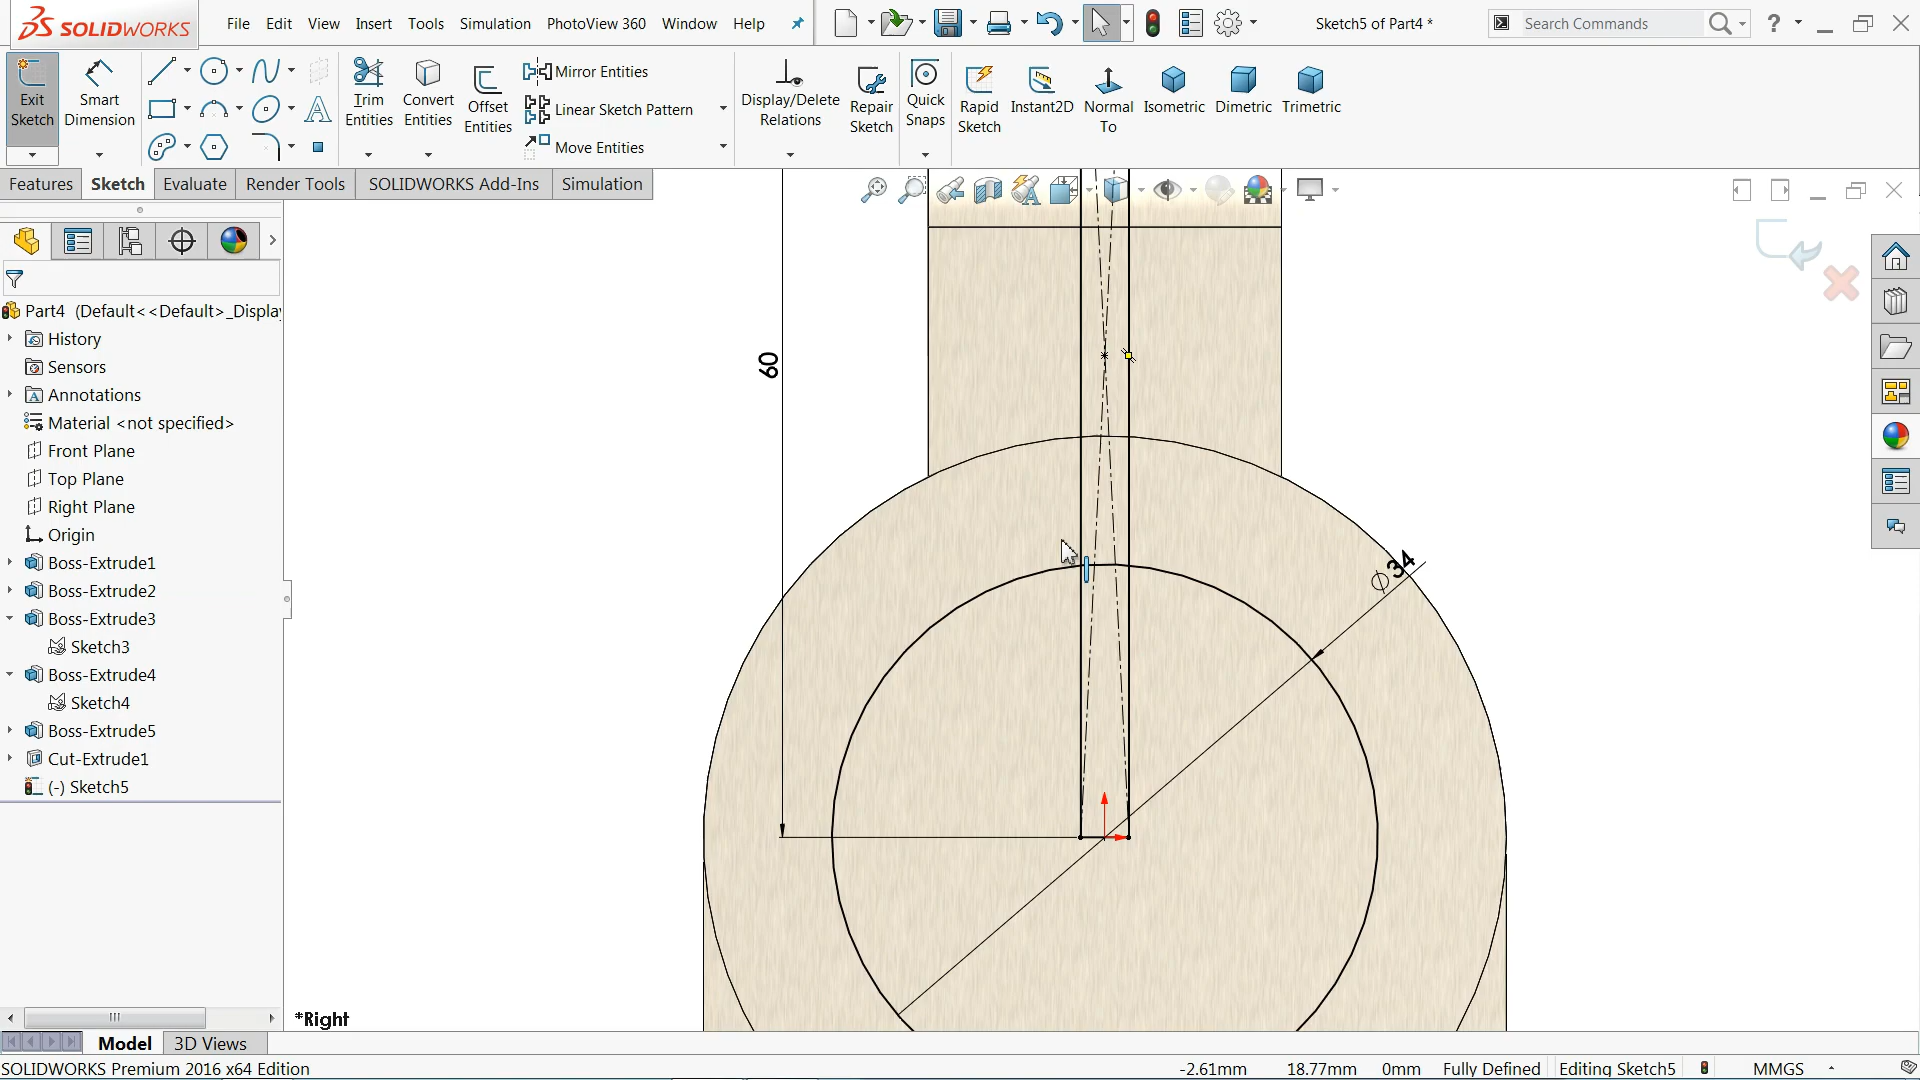 SOLIDWORKS
File Edit View Insert Tools Simulation PhotoView 360 Window Help
Sketch5 of Part4 *
Search Commands
Exit Sketch
Smart Dimension
Trim Entities
Convert Entities
Offset Entities
Mirror Entities
Linear Sketch Pattern
Move Entities
Display/Delete Relations
Repair Sketch
Quick Snaps
Rapid Sketch
Instant2D
Normal To
Isometric
Dimetric
Trimetric
Features Sketch Evaluate Render Tools SOLIDWORKS Add-Ins Simulation
Part4 (Default<<Default>_Displa
History
Sensors
Annotations
Material <not specified>
Front Plane
Top Plane
Right Plane
Origin
Boss-Extrude1
Boss-Extrude2
Boss-Extrude3
Sketch3
Boss-Extrude4
Sketch4
Boss-Extrude5
Cut-Extrude1
(-) Sketch5
60
∅34
*Right
Model 3D Views
SOLIDWORKS Premium 2016 x64 Edition
-2.61mm 18.77mm 0mm Fully Defined Editing Sketch5 MMGS